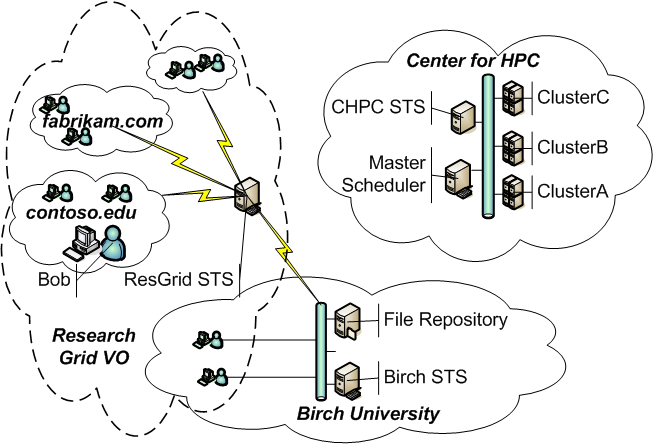 Center for HPC
CHPC STS
ClusterC
ClusterB
Master
Scheduler
ClusterA
fabrikam.com
contoso.edu
Bob
ResGrid STS
Research
Grid VO
File Repository
Birch STS
Birch University